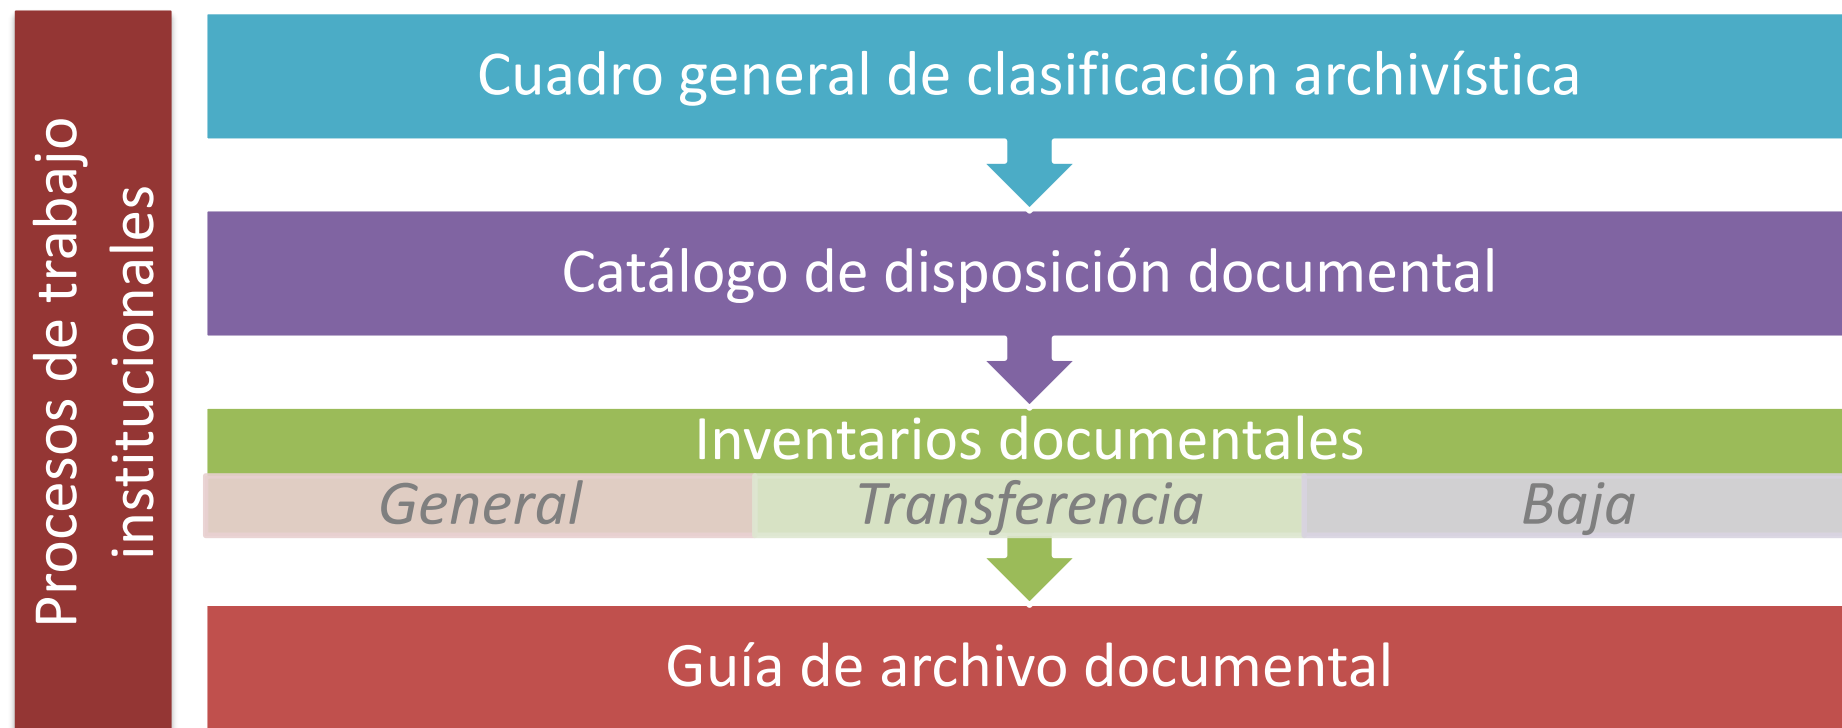 Procesos de trabajo
institucionales
Cuadro general de clasificación archivística
Catálogo de disposición documental
Inventarios documentales
General
Transferencia
Baja
Guía de archivo documental